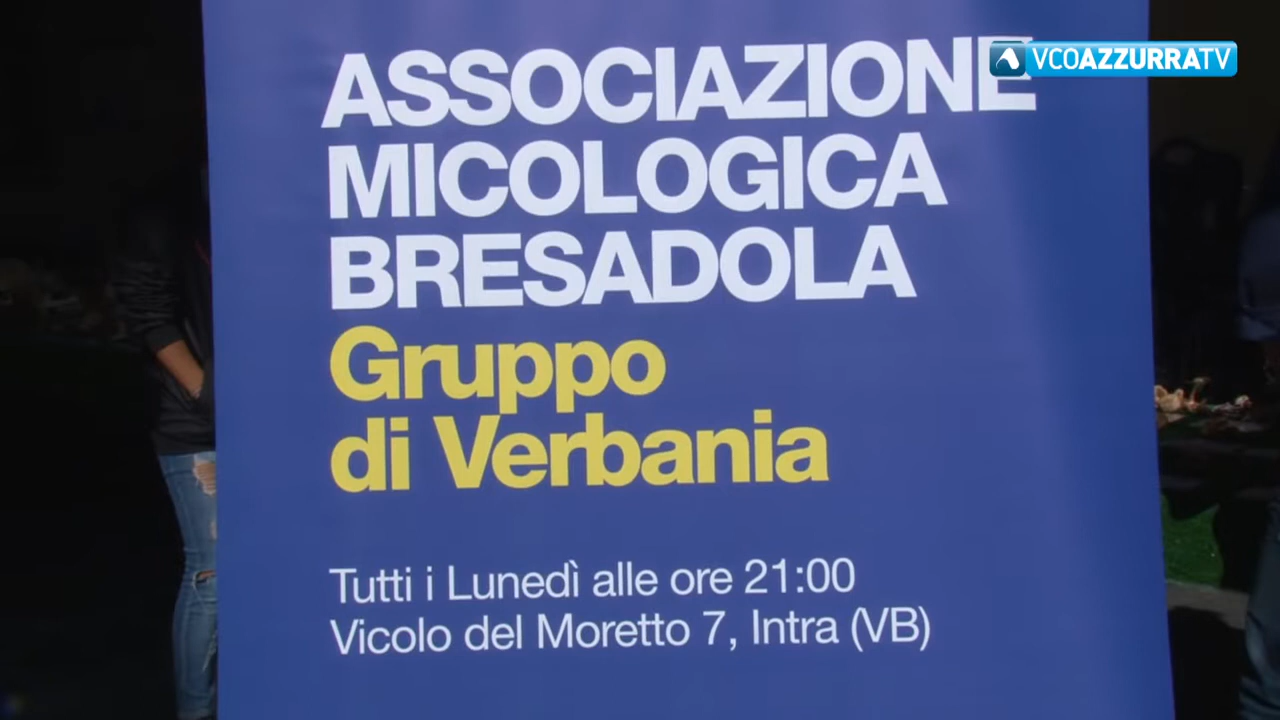 VCOAZZURRATV
ASSOCIAZIONE
MICOLOGICA
BRESADOLA
Gruppo
di Verbania
Tutti i Lunedì alle ore 21:00
Vicolo del Moretto 7, Intra (VB)